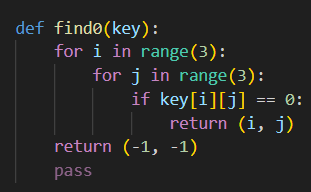 def find0(key):
    for i in range(3):
        for j in range(3):
            if key[i][j] == 0:
                return (i, j)
    return (-1, -1)
    pass